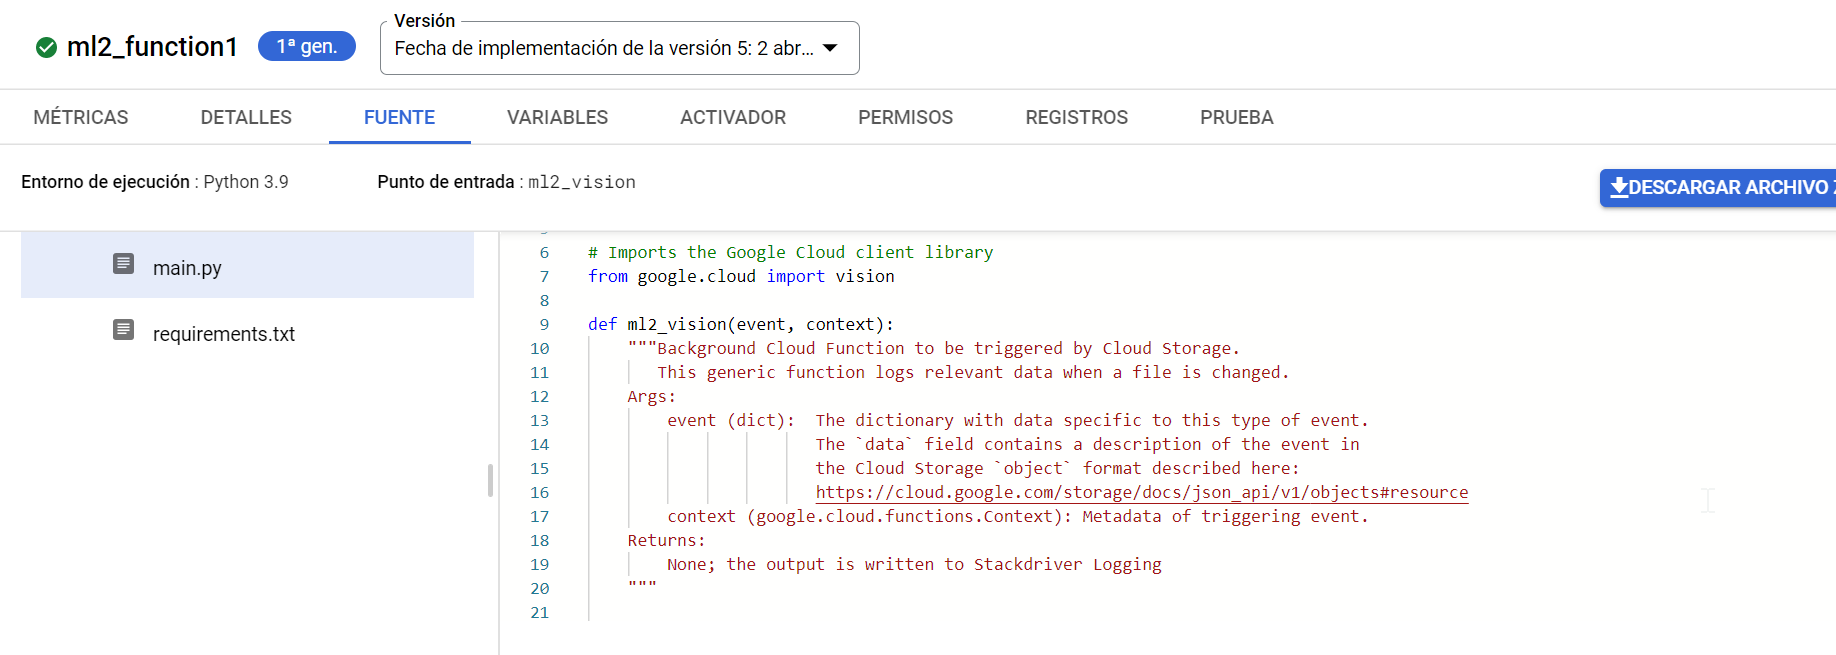 ml2_function1
1ª gen.
Versión
Fecha de implementación de la versión 5: 2 abr...
MÉTRICAS
DETALLES
FUENTE
VARIABLES
ACTIVADOR
PERMISOS
REGISTROS
PRUEBA
Entorno de ejecución : Python 3.9
Punto de entrada : ml2_vision
DESCARGAR ARCHIVO
main.py
requirements.txt
6 # Imports the Google Cloud client library
7 from google.cloud import vision
8
9 def ml2_vision(event, context):
10 """Background Cloud Function to be triggered by Cloud Storage.
11 This generic function logs relevant data when a file is changed.
12 Args:
13 event (dict): The dictionary with data specific to this type of event.
14 The `data` field contains a description of the event in
15 the Cloud Storage `object` format described here:
16 https://cloud.google.com/storage/docs/json_api/v1/objects#resource
17 context (google.cloud.functions.Context): Metadata of triggering event.
18 Returns:
19 None; the output is written to Stackdriver Logging
20 """
21